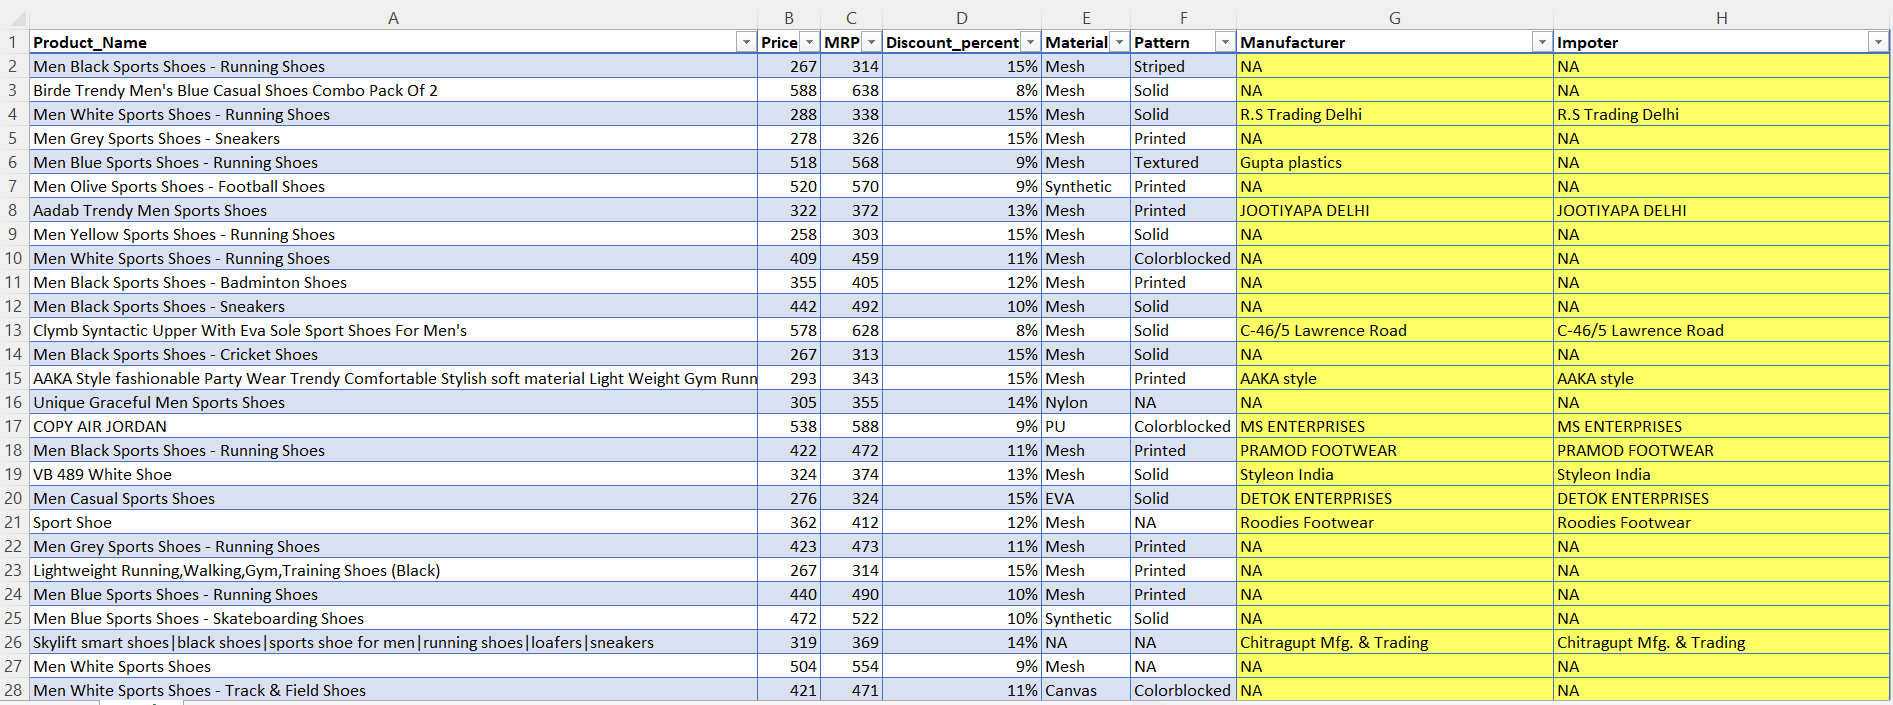 A B C D E F G H
1 Product_Name Price MRP Discount_percent Material Pattern Manufacturer Impoter
2 Men Black Sports Shoes - Running Shoes 267 314 15% Mesh Striped NA NA
3 Birde Trendy Men's Blue Casual Shoes Combo Pack Of 2 588 638 8% Mesh Solid NA NA
4 Men White Sports Shoes - Running Shoes 288 338 15% Mesh Solid R.S Trading Delhi R.S Trading Delhi
5 Men Grey Sports Shoes - Sneakers 278 326 15% Mesh Printed NA NA
6 Men Blue Sports Shoes - Running Shoes 518 568 9% Mesh Textured Gupta plastics NA
7 Men Olive Sports Shoes - Football Shoes 520 570 9% Synthetic Printed NA NA
8 Aadab Trendy Men Sports Shoes 322 372 13% Mesh Printed JOOTIYAPA DELHI JOOTIYAPA DELHI
9 Men Yellow Sports Shoes - Running Shoes 258 303 15% Mesh Solid NA NA
10 Men White Sports Shoes - Running Shoes 409 459 11% Mesh Colorblocked NA NA
11 Men Black Sports Shoes - Badminton Shoes 355 405 12% Mesh Printed NA NA
12 Men Black Sports Shoes - Sneakers 442 492 10% Mesh Solid NA NA
13 Clymb Syntactic Upper With Eva Sole Sport Shoes For Men's 578 628 8% Mesh Solid C-46/5 Lawrence Road C-46/5 Lawrence Road
14 Men Black Sports Shoes - Cricket Shoes 267 313 15% Mesh Solid NA NA
15 AAKA Style fashionable Party Wear Trendy Comfortable Stylish soft material Light Weight Gym Runn 293 343 15% Mesh Printed AAKA style AAKA style
16 Unique Graceful Men Sports Shoes 305 355 14% Nylon NA NA NA
17 COPY AIR JORDAN 538 588 9% PU Colorblocked MS ENTERPRISES MS ENTERPRISES
18 Men Black Sports Shoes - Running Shoes 422 472 11% Mesh Printed PRAMOD FOOTWEAR PRAMOD FOOTWEAR
19 VB 489 White Shoe 324 374 13% Mesh Solid Styleon India Styleon India
20 Men Casual Sports Shoes 276 324 15% EVA Solid DETOK ENTERPRISES DETOK ENTERPRISES
21 Sport Shoe 362 412 12% Mesh NA Roodies Footwear Roodies Footwear
22 Men Grey Sports Shoes - Running Shoes 423 473 11% Mesh Printed NA NA
23 Lightweight Running,Walking,Gym,Training Shoes (Black) 267 314 15% Mesh Printed NA NA
24 Men Blue Sports Shoes - Running Shoes 440 490 10% Mesh Printed NA NA
25 Men Blue Sports Shoes - Skateboarding Shoes 472 522 10% Synthetic Solid NA NA
26 Skylift smart shoes|black shoes|sports shoe for men|running shoes|loafers|sneakers 319 369 14% NA NA Chitragupt Mfg. & Trading Chitragupt Mfg. & Trading
27 Men White Sports Shoes 504 554 9% Mesh NA NA NA
28 Men White Sports Shoes - Track & Field Shoes 421 471 11% Canvas Colorblocked NA NA